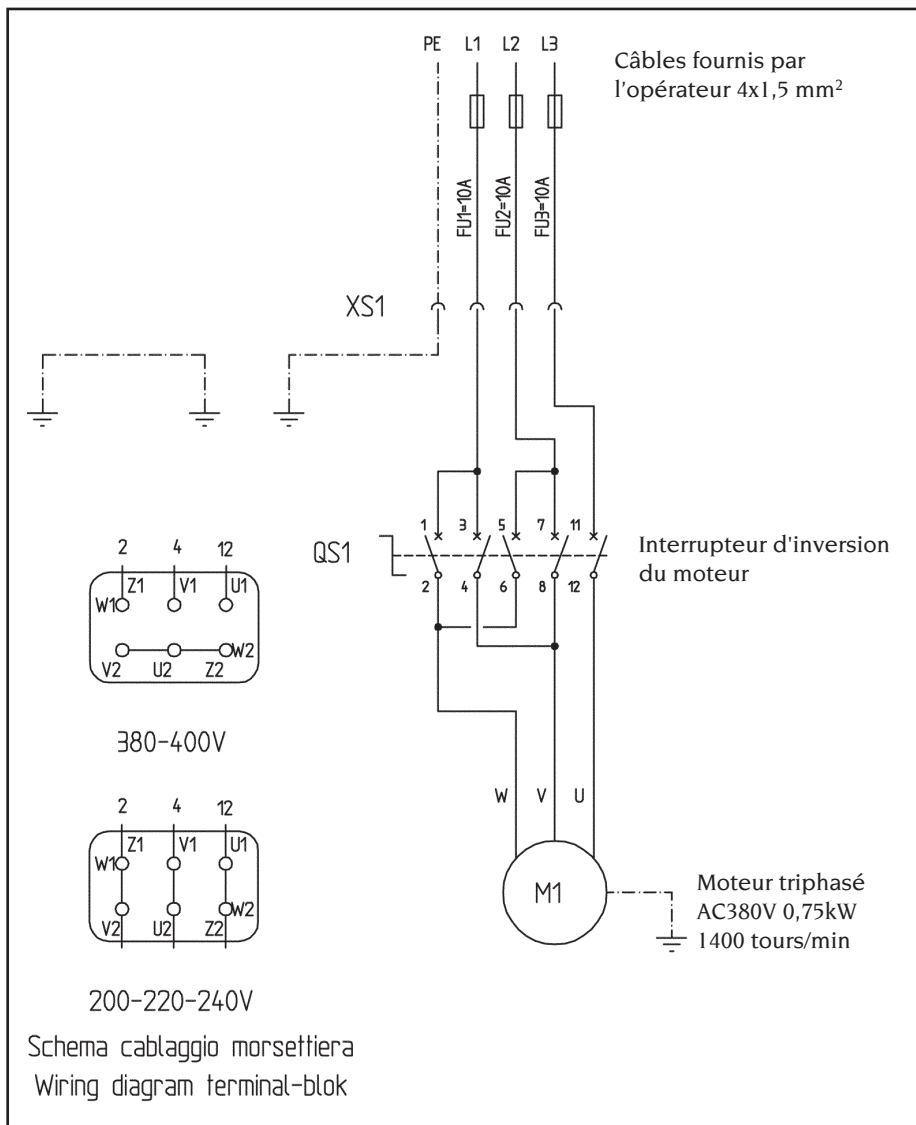 PE L1 L2 L3
Câbles fournis par
l'opérateur 4x1,5 mm²
FU1=10A
FU2=10A
FU3=10A
XS1
1 3 5 7 11
QS1
2 4 6 8 12
Interrupteur d'inversion
du moteur
2 4 12
Z1 V1 U1
W1
W2
V2 U2 Z2
380-400V
2 4 12
Z1 V1 U1
W1
W2
V2 U2 Z2
200-220-240V
W V U
M1
Moteur triphasé
AC380V 0,75kW
1400 tours/min
Schema cablaggio morsettiera
Wiring diagram terminal-blok